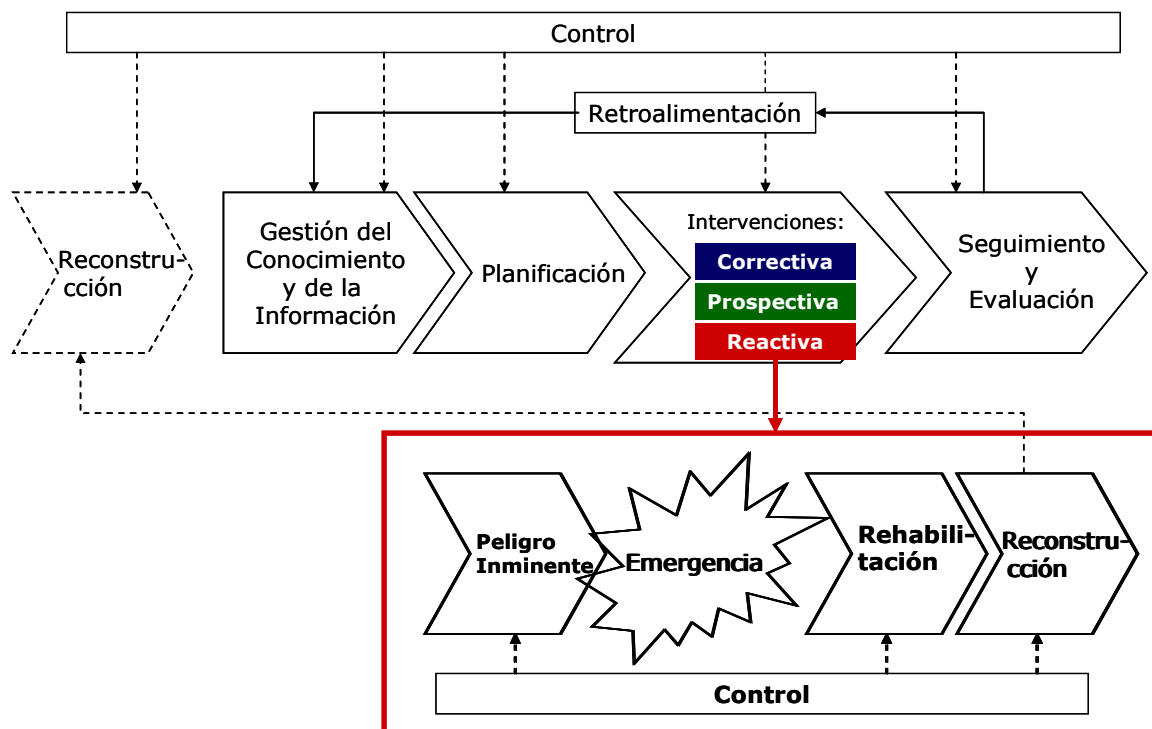 Control
Retroalimentación
Reconstru-
cción
Gestión del
Conocimiento
y de la
Información
Planificación
Intervenciones:
Correctiva
Prospectiva
Reactiva
Seguimiento
y
Evaluación
Peligro
Inminente
Emergencia
Rehabili-
tación
Reconstru-
cción
Control